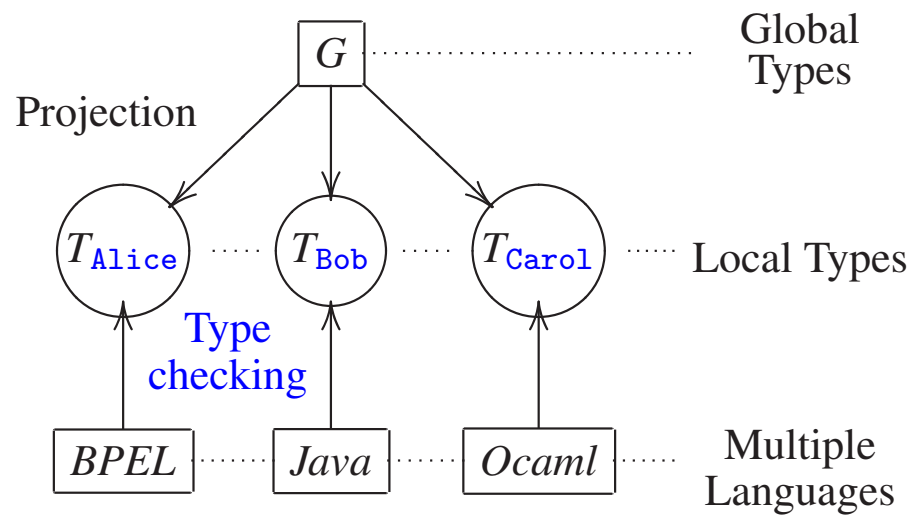 G
Global
Types
Projection
T_Alice
T_Bob
T_Carol
Local Types
Type
checking
BPEL
Java
Ocaml
Multiple
Languages